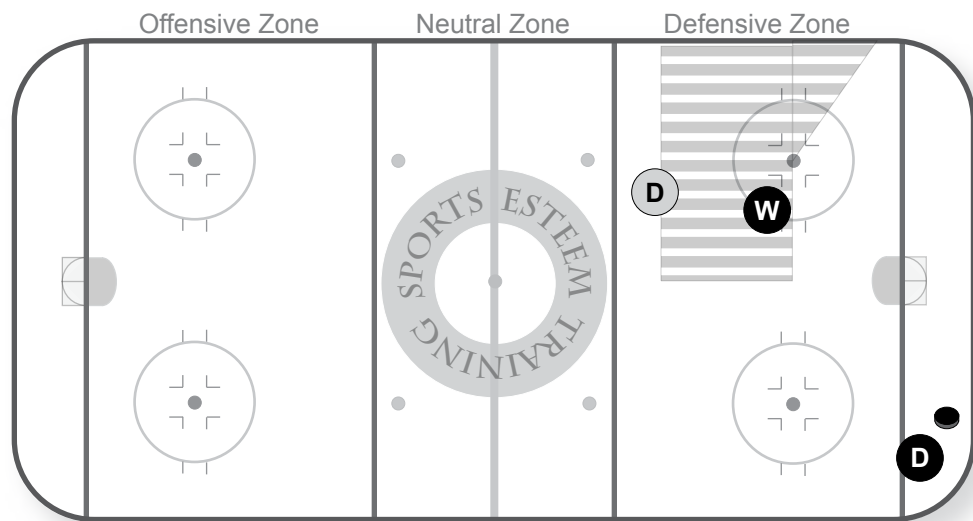 Offensive Zone
Neutral Zone
Defensive Zone
SPORTS ESTEEM
TRAINING
D
W
D